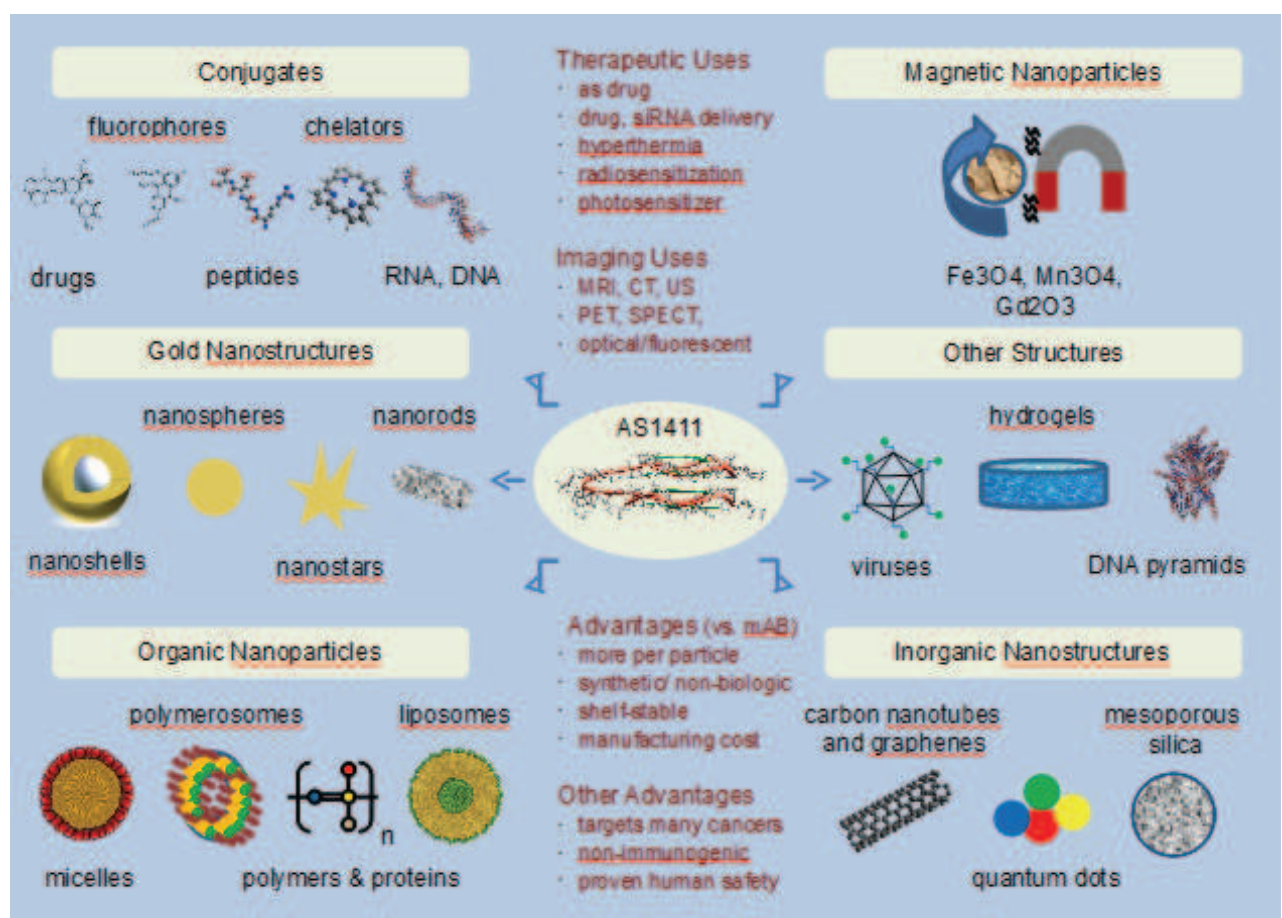 Conjugates
fluorophores
chelators
drugs
peptides
RNA, DNA
Gold Nanostructures
nanospheres
nanorods
nanoshells
nanostars
Organic Nanoparticles
polymerosomes
liposomes
n
micelles
polymers & proteins
Therapeutic Uses
· as drug
· drug, siRNA delivery
· hyperthermia
· radiosensitization
· photosensitizer
Imaging Uses
· MRI, CT, US
· PET, SPECT,
· optical/fluorescent
AS1411
Advantages (vs. mAB)
· more per particle
· synthetic/ non-biologic
· shelf-stable
· manufacturing cost
Other Advantages
· targets many cancers
· non-immunogenic
· proven human safety
Magnetic Nanoparticles
Fe3O4, Mn3O4,
Gd2O3
Other Structures
hydrogels
viruses
DNA pyramids
Inorganic Nanostructures
carbon nanotubes
and graphenes
mesoporous
silica
quantum dots